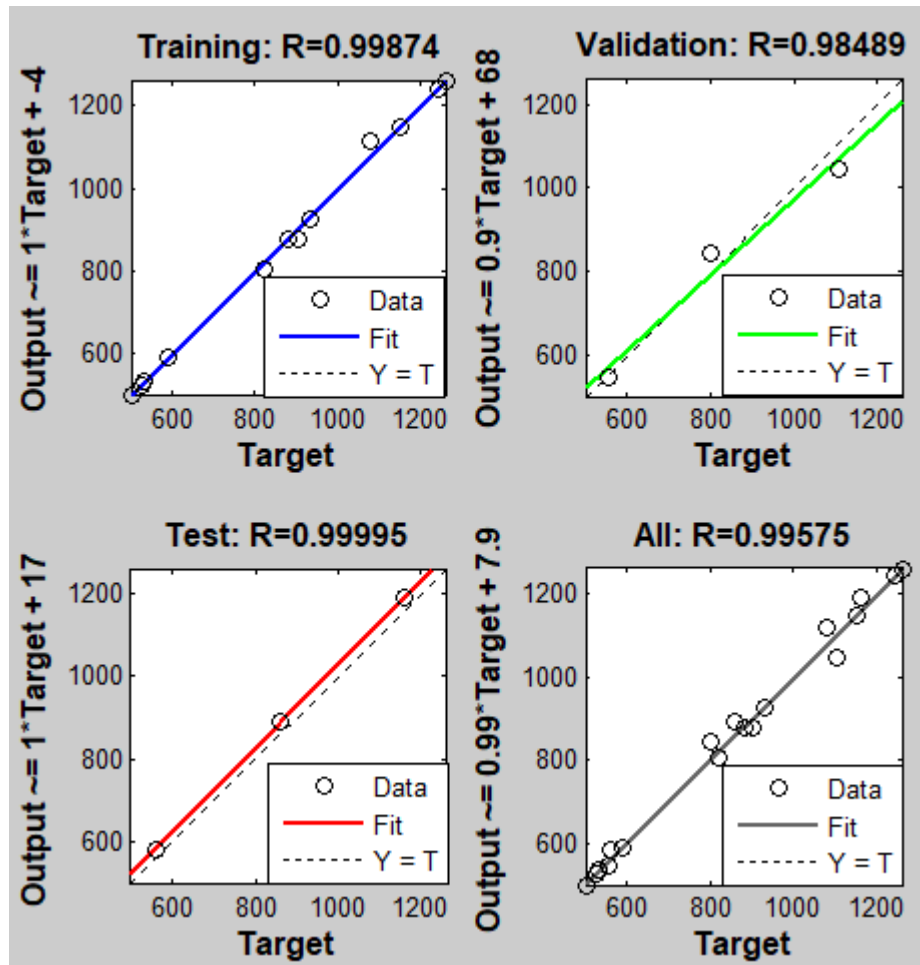 Training: R=0.99874
Output ~= 1*Target + -4
1200
1000
800
600
600 800 1000 1200
Target
Data
Fit
Y = T
Validation: R=0.98489
Output ~= 0.9*Target + 68
1200
1000
800
600
600 800 1000 1200
Target
Data
Fit
Y = T
Test: R=0.99995
Output ~= 1*Target + 17
1200
1000
800
600
600 800 1000 1200
Target
Data
Fit
Y = T
All: R=0.99575
Output ~= 0.99*Target + 7.9
1200
1000
800
600
600 800 1000 1200
Target
Data
Fit
Y = T